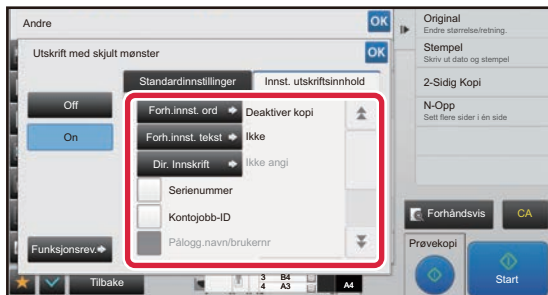 Andre
OK
Utskrift med skjult mønster
OK
Standardinnstillinger
Innst. utskriftsinnhold
Off
On
Forh.innst. ord
Deaktiver kopi
Forh.innst. tekst
Ikke
Dir. Innskrift
Ikke angi
Serienummer
Kontojobb-ID
Pålogg.navn/brukernr
Funksjonsrev.
Tilbake
3 B4
4 A3
A4
Original
Endre størrelse/retning.
Stempel
Skriv ut dato og stempel
2-Sidig Kopi
N-Opp
Sett flere sider i én side
Forhåndsvis
CA
Prøvekopi
Start